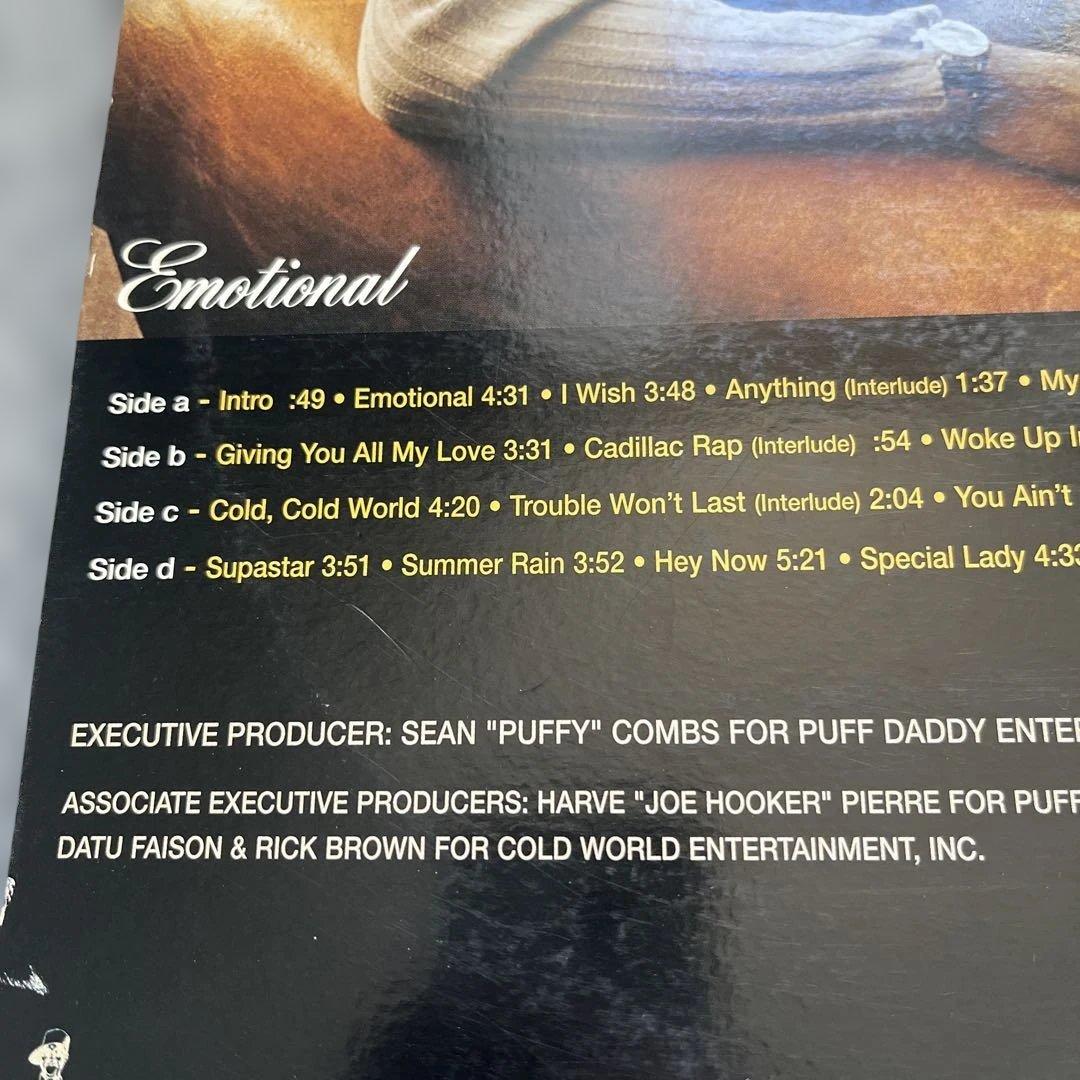 Emotional
Side a - Intro :49 • Emotional 4:31 • I Wish 3:48 • Anything (Interlude) 1:37 • My
Side b - Giving You All My Love 3:31 • Cadillac Rap (Interlude) :54 • Woke Up
Side c - Cold, Cold World 4:20 • Trouble Won't Last (Interlude) 2:04 • You Ain't
Side d - Supastar 3:51 • Summer Rain 3:52 • Hey Now 5:21 • Special Lady 4:33
EXECUTIVE PRODUCER: SEAN "PUFFY" COMBS FOR PUFF DADDY
ASSOCIATE EXECUTIVE PRODUCERS: HARVE "JOE HOOKER" PIERRE FOR PUFF
DATU FAISON & RICK BROWN FOR COLD WORLD ENTERTAINMENT, INC.